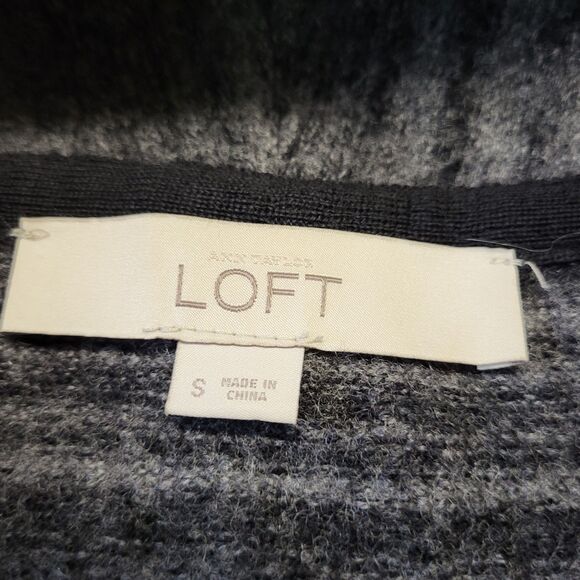 ANN TAYLOR
LOFT
S
MADE IN
CHINA